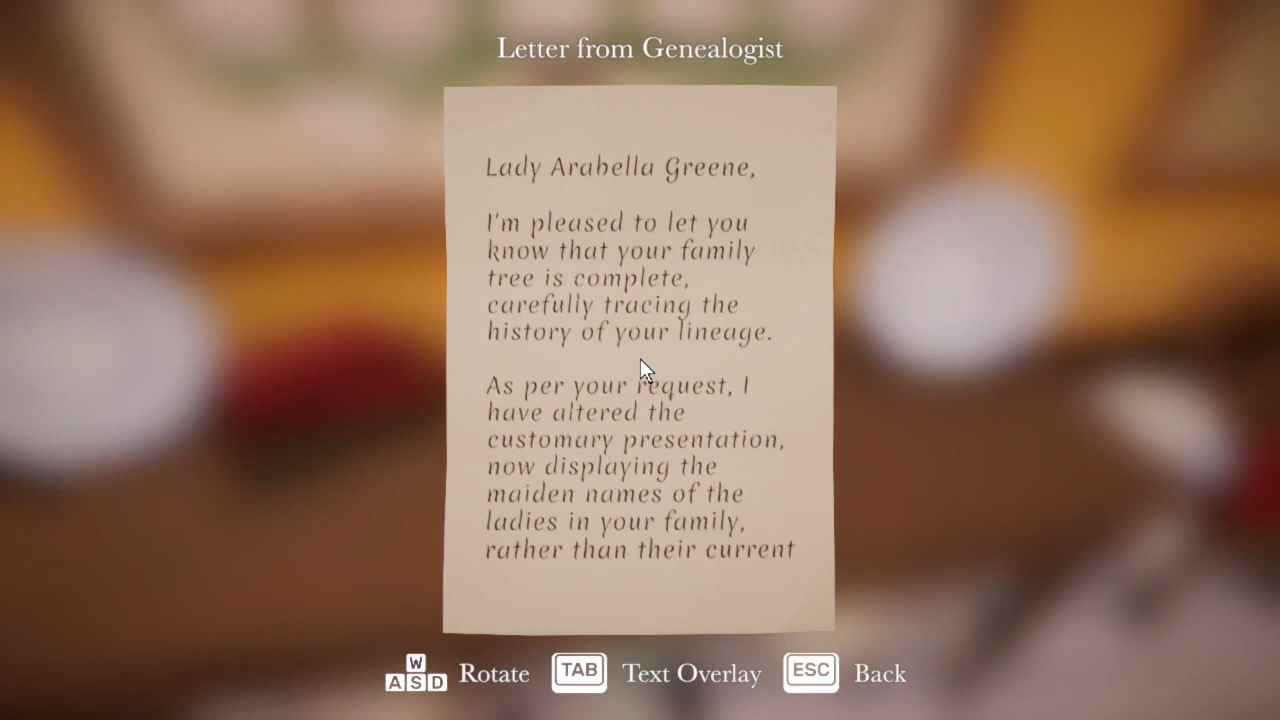 Letter from Genealogist
Lady Arabella Greene,
I'm pleased to let you
know that your family
tree is complete,
carefully tracing the
history of your lineage.
As per your request, I
have altered the
customary presentation,
now displaying the
maiden names of the
ladies in your family,
rather than their current
W
A S D Rotate TAB Text Overlay ESC Back